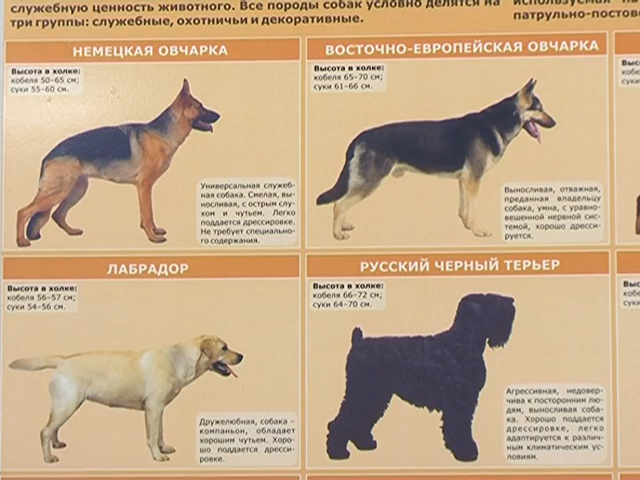 служебную ценность животного. Все породы собак условно делятся на
три группы: служебные, охотничьи и декоративные.
патрульно-постов
НЕМЕЦКАЯ ОВЧАРКА
Высота в холке:
кобеля 50–65 см;
суки 55–60 см.
Универсальная служеб-
ная собака. Смелая, вы-
носливая, с острым слу-
хом и чутьем. Легко
поддается дрессировке.
Не требует специально-
го содержания.
ВОСТОЧНО-ЕВРОПЕЙСКАЯ ОВЧАРКА
Высота в холке:
кобеля 65–70 см;
суки 61–66 см.
Выносливая, отважная,
преданная владельцу
собака, умна, с уравно-
вешенной нервной сис-
темой, хорошо дресси-
руется.
ЛАБРАДОР
Высота в холке:
кобеля 56–57 см;
суки 54–56 см.
Дружелюбная, собака –
компаньон, обладает
хорошим чутьем. Хоро-
шо поддается дресси-
ровке.
РУССКИЙ ЧЕРНЫЙ ТЕРЬЕР
Высота в холке:
кобеля 66–72 см;
суки 64–70 см.
Агрессивная, недовер-
чива к посторонним лю-
дям, выносливая соба-
ка. Хорошо поддается
дрессировке, легко
адаптируется к различ-
ным климатическим ус-
ловиям.